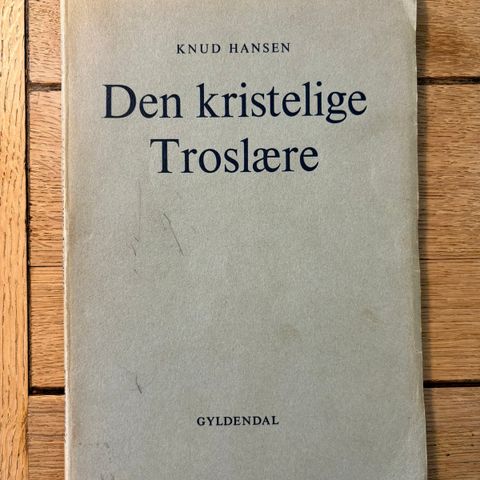 KNUD HANSEN
Den kristelige
Troslære
GYLDENDAL